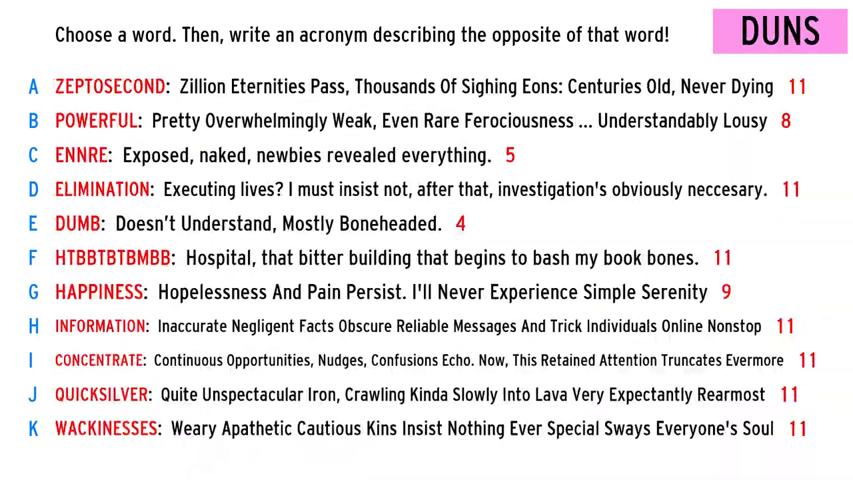 Choose a word. Then, write an acronym describing the opposite of that word!
DUNS
A ZEPTOSECOND: Zillion Eternities Pass, Thousands Of Sighing Eons: Centuries Old, Never Dying 11
B POWERFUL: Pretty Overwhelmingly Weak, Even Rare Ferociousness ... Understandably Lousy 8
C ENNRE: Exposed, naked, newbies revealed everything. 5
D ELIMINATION: Executing lives? I must insist not, after that, investigation's obviously neccesary. 11
E DUMB: Doesn't Understand, Mostly Boneheaded. 4
F HTBBTBTBMBB: Hospital, that bitter building that begins to bash my book bones. 11
G HAPPINESS: Hopelessness And Pain Persist. I'll Never Experience Simple Serenity 9
H INFORMATION: Inaccurate Negligent Facts Obscure Reliable Messages And Trick Individuals Online Nonstop 11
I CONCENTRATE: Continuous Opportunities, Nudges, Confusions Echo. Now, This Retained Attention Truncates Evermore 11
J QUICKSILVER: Quite Unspectacular Iron, Crawling Kinda Slowly Into Lava Very Expectantly Rearmost 11
K WACKINESSES: Weary Apathetic Cautious Kins Insist Nothing Ever Special Sways Everyone's Soul 11